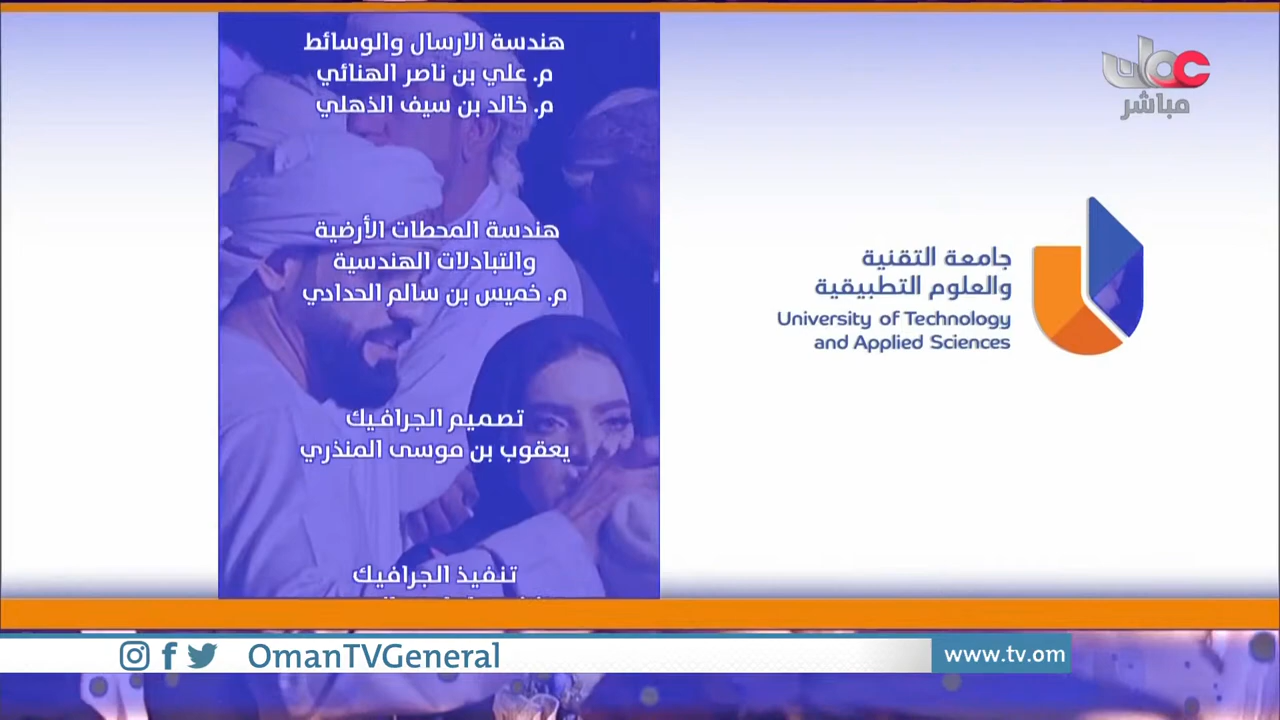 عمان
مباشر
هندسة الارسال والوسائط
م. علي بن ناصر الهنائي
م. خالد بن سيف الذهلي
هندسة المحطات الأرضية
والتبادلات الهندسية
م. خميس بن سالم الحدادي
تصميم الجرافيك
يعقوب بن موسى المنذري
تنفيذ الجرافيك
جامعة التقنية
والعلوم التطبيقية
University of Technology
and Applied Sciences
OmanTVGeneral
www.tv.om